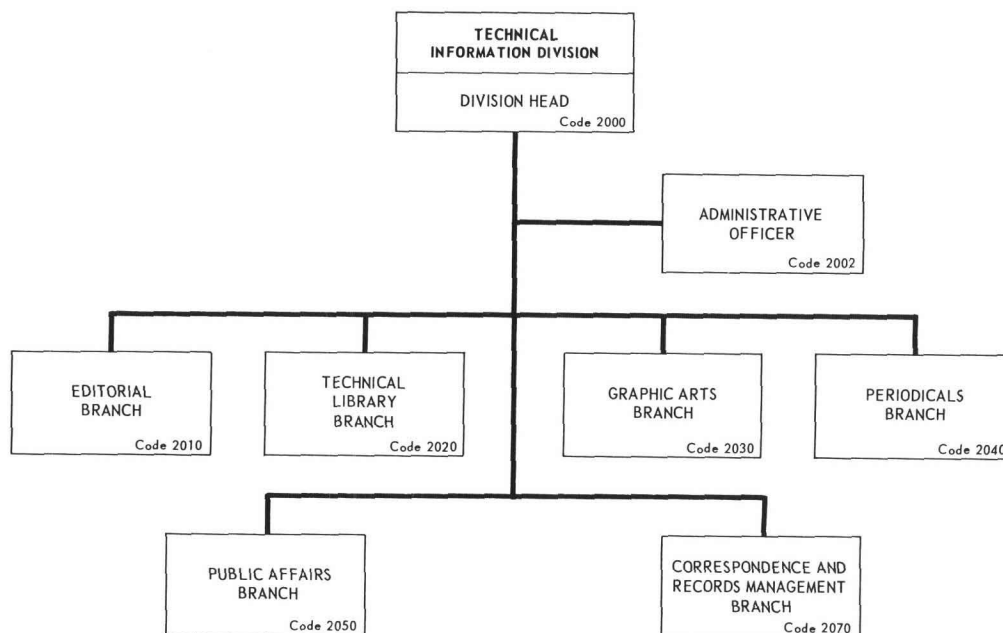 TECHNICAL
INFORMATION DIVISION
DIVISION HEAD
Code 2000
ADMINISTRATIVE
OFFICER
Code 2002
EDITORIAL
BRANCH
Code 2010
TECHNICAL
LIBRARY
BRANCH
Code 2020
GRAPHIC ARTS
BRANCH
Code 2030
PERIODICALS
BRANCH
Code 2040
PUBLIC AFFAIRS
BRANCH
Code 2050
CORRESPONDENCE AND
RECORDS MANAGEMENT
BRANCH
Code 2070